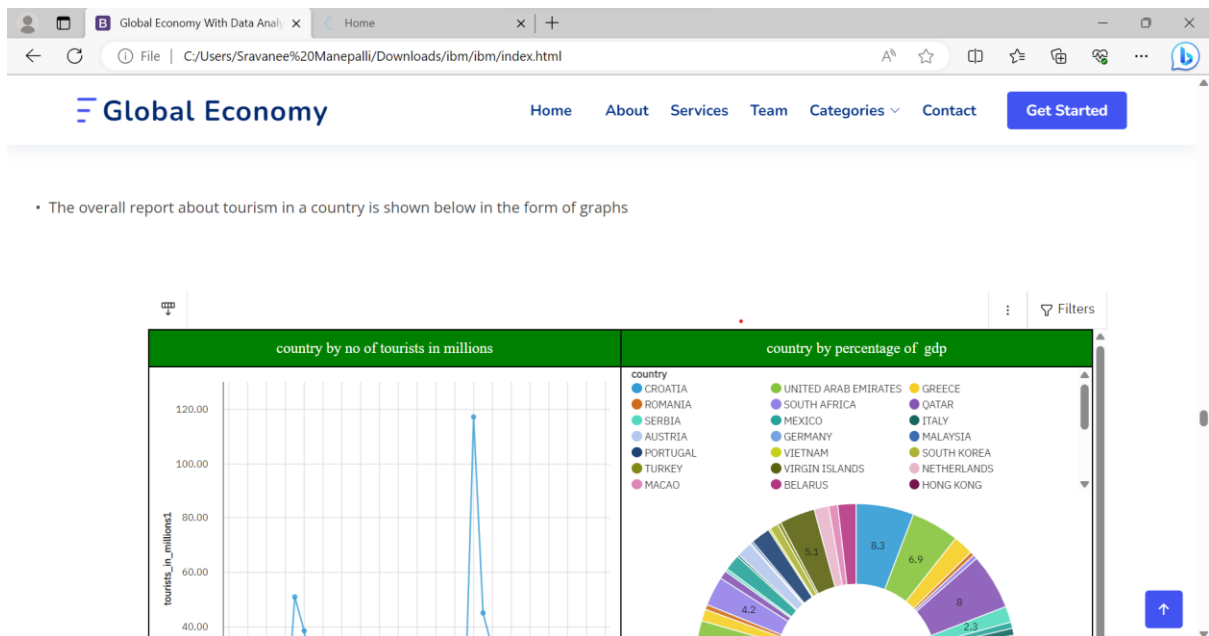 Global Economy With Data Analy
Home
File | C:/Users/Sravanee%20Manepalli/Downloads/ibm/ibm/index.html
Global Economy
Home About Services Team Categories Contact Get Started
• The overall report about tourism in a country is shown below in the form of graphs
Filters
country by no of tourists in millions
country by percentage of gdp
120.00
100.00
80.00
60.00
40.00
tourists_in_millions1
country
CROATIA UNITED ARAB EMIRATES GREECE
ROMANIA SOUTH AFRICA QATAR
SERBIA MEXICO ITALY
AUSTRIA GERMANY MALAYSIA
PORTUGAL VIETNAM SOUTH KOREA
TURKEY VIRGIN ISLANDS NETHERLANDS
MACAO BELARUS HONG KONG
5.1
8.3
6.9
4.2
8
2.3